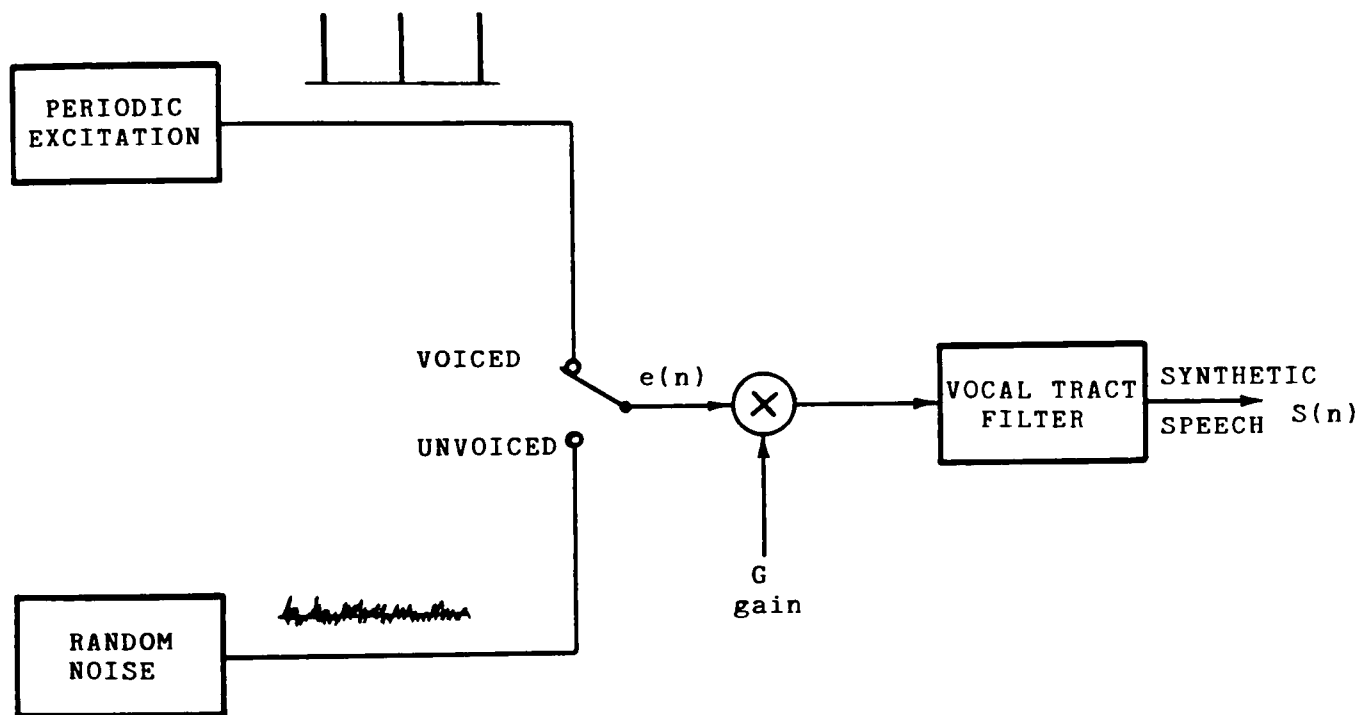 PERIODIC
EXCITATION
VOICED
e(n)
UNVOICED
VOCAL TRACT
FILTER
SYNTHETIC
SPEECH
S(n)
G
gain
RANDOM
NOISE